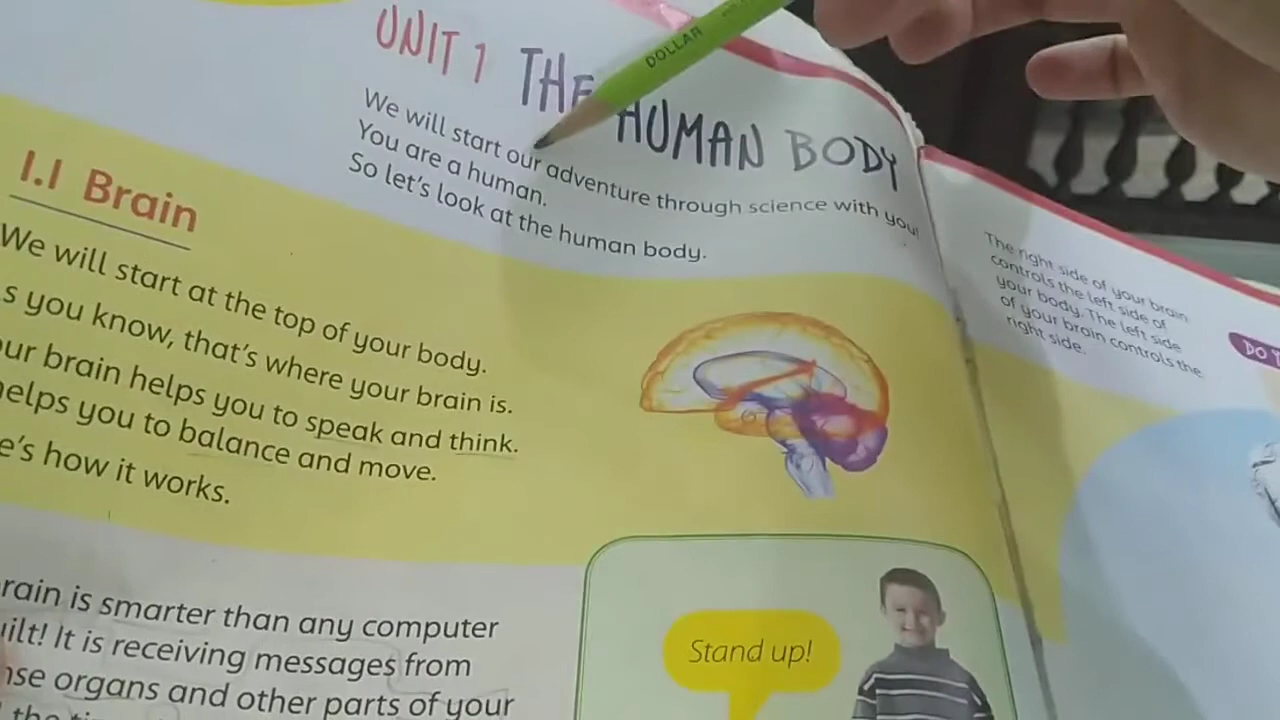 UNIT 1 THE HUMAN BODY
DOLLAR
We will start our adventure through science with you!
You are a human.
So let's look at the human body.
1.1 Brain
We will start at the top of your body.
s you know, that's where your brain is.
ur brain helps you to speak and think.
helps you to balance and move.
e's how it works.
rain is smarter than any computer
uilt! It is receiving messages from
nse organs and other parts of your
Stand up!
The right side of your brain
controls the left side of
your body. The left side
of your brain controls the
right side.
DO